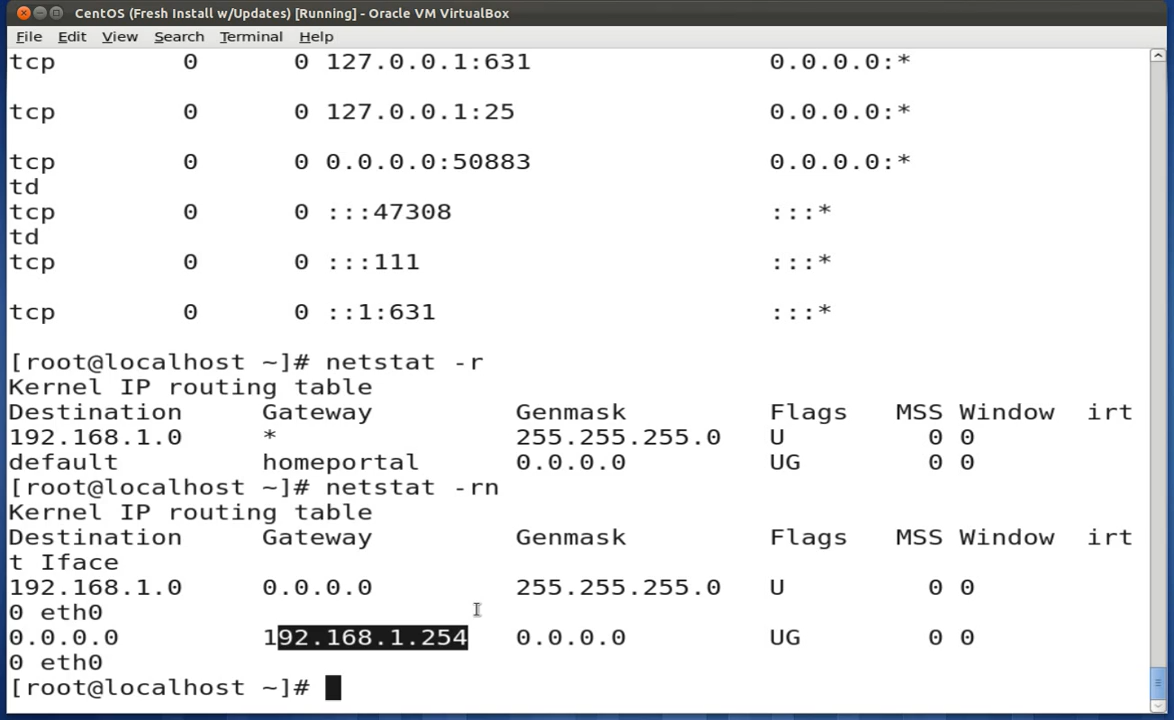 CentOS (Fresh Install w/Updates) [Running] - Oracle VM VirtualBox
File Edit View Search Terminal Help
tcp 0 0 127.0.0.1:631 0.0.0.0:*
tcp 0 0 127.0.0.1:25 0.0.0.0:*
tcp 0 0 0.0.0.0:50883 0.0.0.0:*
td
tcp 0 0 :::47308 :::*
td
tcp 0 0 :::111 :::*
tcp 0 0 ::1:631 :::*
[root@localhost ~]# netstat -r
Kernel IP routing table
Destination Gateway Genmask Flags MSS Window irt
192.168.1.0 * 255.255.255.0 U 0 0
default homeportal 0.0.0.0 UG 0 0
[root@localhost ~]# netstat -rn
Kernel IP routing table
Destination Gateway Genmask Flags MSS Window irt
t Iface
192.168.1.0 0.0.0.0 255.255.255.0 U 0 0
0 eth0
0.0.0.0 192.168.1.254 0.0.0.0 UG 0 0
0 eth0
[root@localhost ~]#